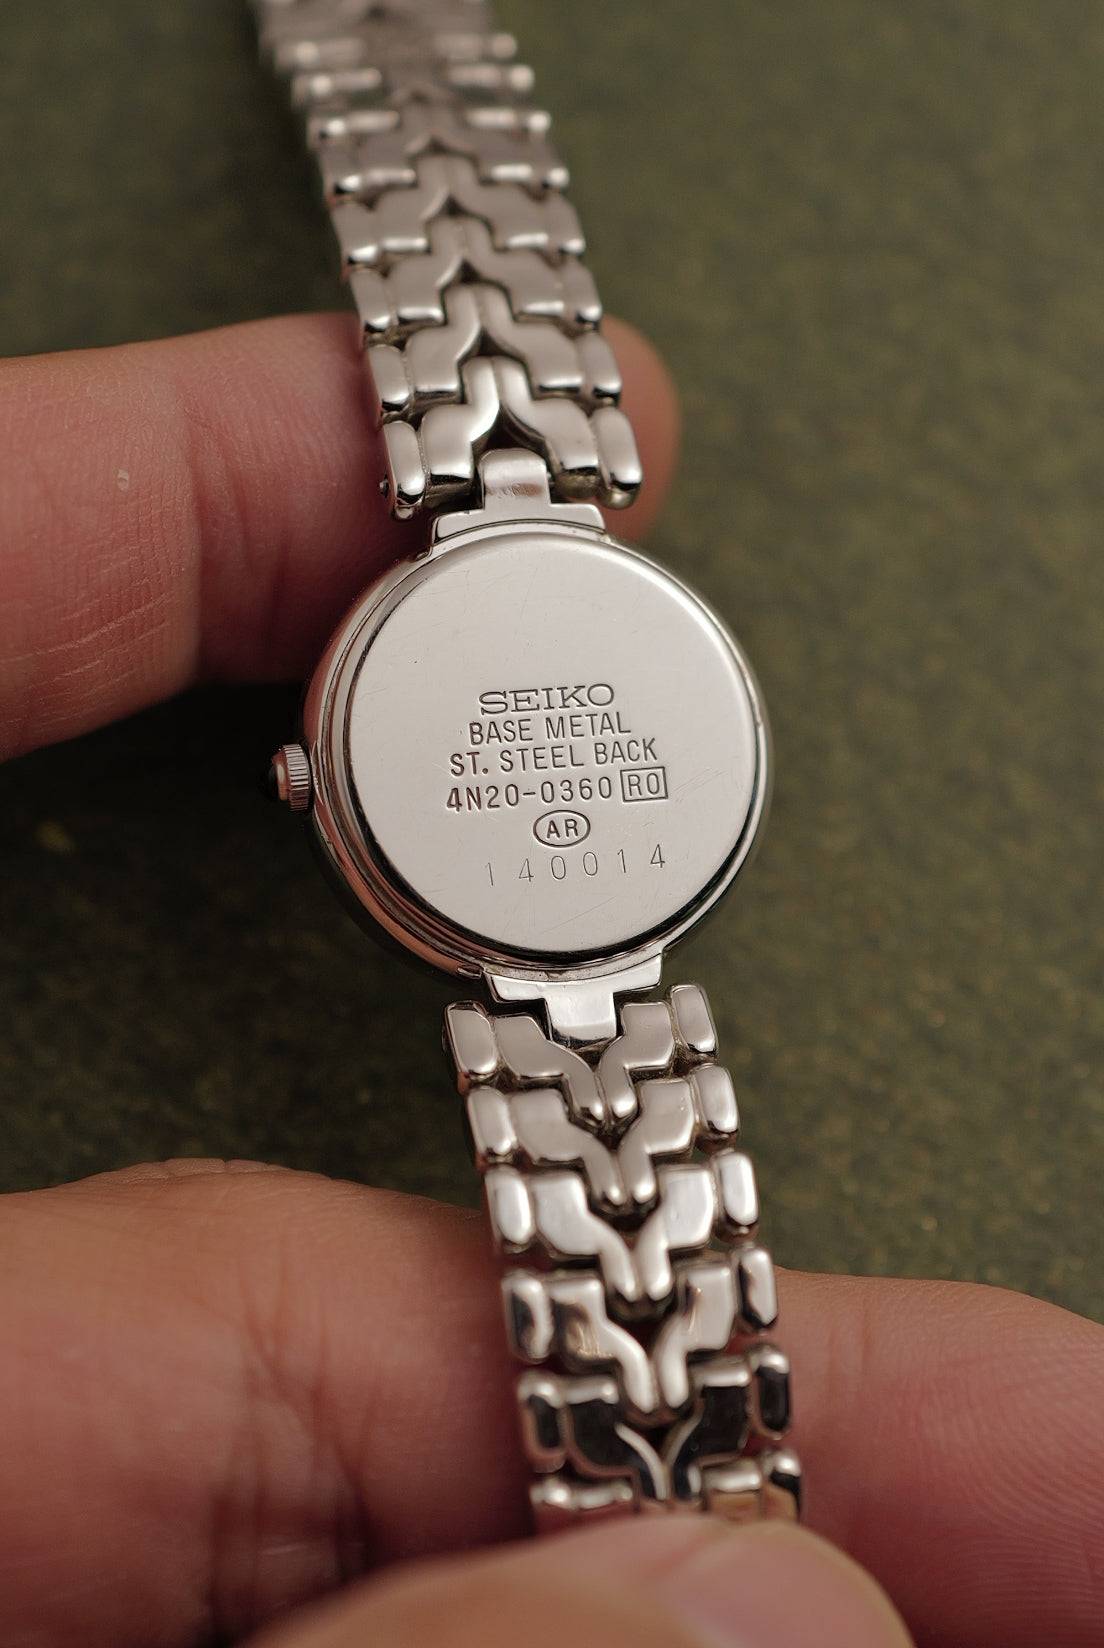 SEIKO
BASE METAL
ST. STEEL BACK
4N20-0360 R0
AR
140014